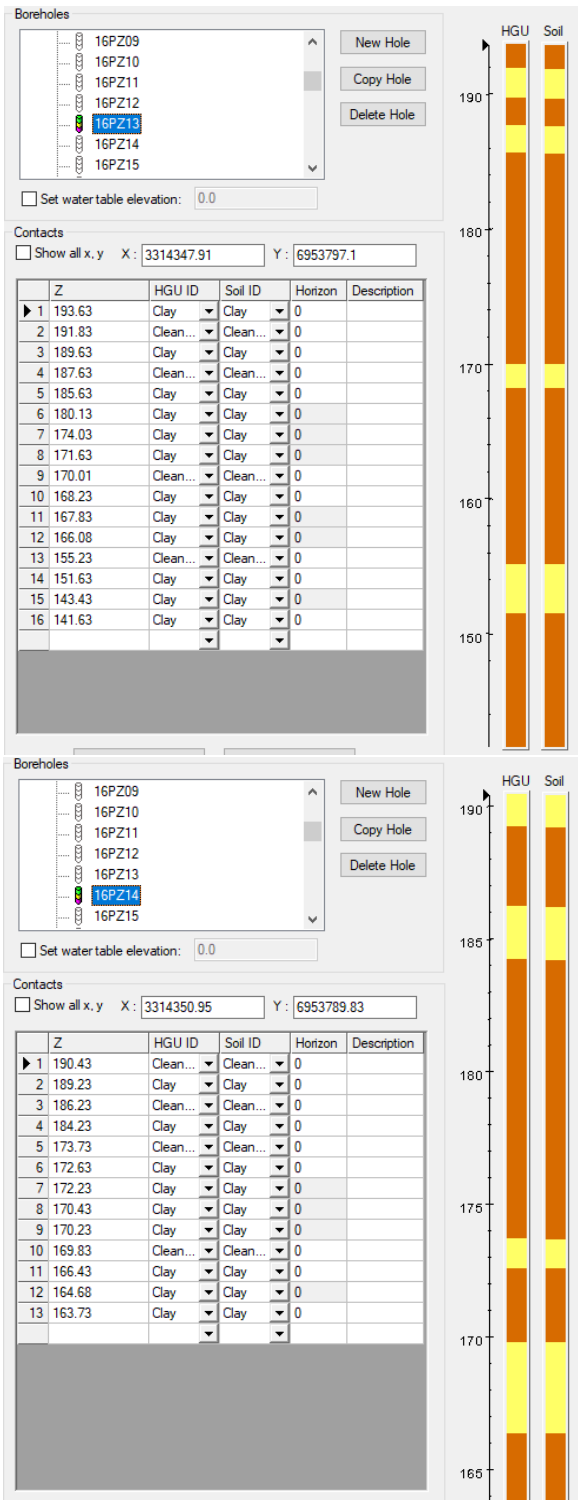 Boreholes
16PZ09
16PZ10
16PZ11
16PZ12
16PZ13
16PZ14
16PZ15
New Hole
Copy Hole
Delete Hole
Set water table elevation: 0.0
Contacts
Show all x, y X : 3314347.91 Y : 6953797.1
Z HGU ID Soil ID Horizon Description
1 193.63 Clay Clay 0
2 191.83 Clean... Clean... 0
3 189.63 Clay Clay 0
4 187.63 Clean... Clean... 0
5 185.63 Clay Clay 0
6 180.13 Clay Clay 0
7 174.03 Clay Clay 0
8 171.63 Clay Clay 0
9 170.01 Clean... Clean... 0
10 168.23 Clay Clay 0
11 167.83 Clay Clay 0
12 166.08 Clay Clay 0
13 155.23 Clean... Clean... 0
14 151.63 Clay Clay 0
15 143.43 Clay Clay 0
16 141.63 Clay Clay 0
HGU Soil
190
180
170
160
150
Boreholes
16PZ09
16PZ10
16PZ11
16PZ12
16PZ13
16PZ14
16PZ15
New Hole
Copy Hole
Delete Hole
Set water table elevation: 0.0
Contacts
Show all x, y X : 3314350.95 Y : 6953789.83
Z HGU ID Soil ID Horizon Description
1 190.43 Clean... Clean... 0
2 189.23 Clay Clay 0
3 186.23 Clean... Clean... 0
4 184.23 Clay Clay 0
5 173.73 Clean... Clean... 0
6 172.63 Clay Clay 0
7 172.23 Clay Clay 0
8 170.43 Clay Clay 0
9 170.23 Clay Clay 0
10 169.83 Clean... Clean... 0
11 166.43 Clay Clay 0
12 164.68 Clay Clay 0
13 163.73 Clay Clay 0
HGU Soil
190
185
180
175
170
165